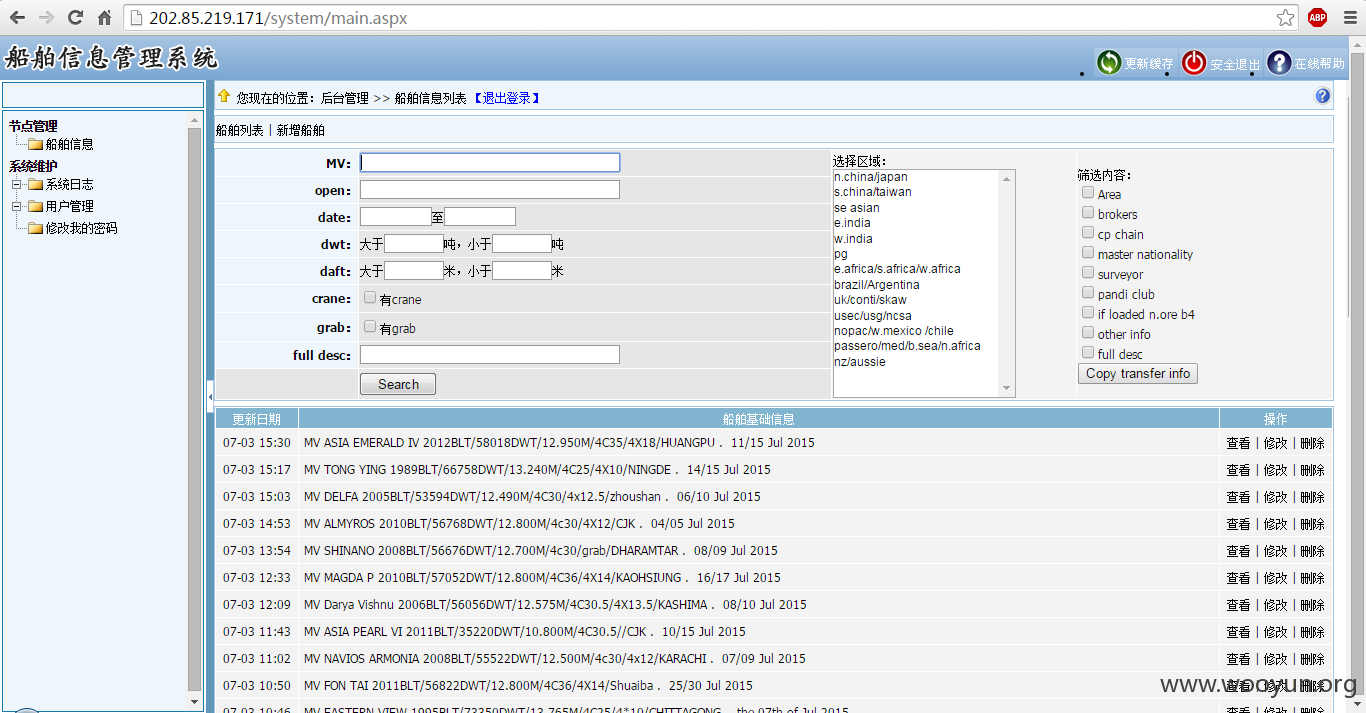 202.85.219.171/system/main.aspx
ABP
船舶信息管理系统
更新缓存 安全退出 在线帮助
您现在的位置：后台管理 >> 船舶信息列表 【退出登录】
节点管理
船舶信息
系统维护
系统日志
用户管理
修改我的密码
船舶列表 | 新增船舶
MV:
open:
date: 至
dwt: 大于 吨，小于 吨
daft: 大于 米，小于 米
crane: 有crane
grab: 有grab
full desc:
Search
选择区域：
n.china/japan
s.china/taiwan
se asian
e.india
w.india
pg
e.africa/s.africa/w.africa
brazil/Argentina
uk/conti/skaw
usec/usg/ncsa
nopac/w.mexico /chile
passero/med/b.sea/n.africa
nz/aussie
筛选内容：
Area
brokers
cp chain
master nationality
surveyor
pandi club
if loaded n.ore b4
other info
full desc
Copy transfer info
更新日期 船舶基础信息 操作
07-03 15:30 MV ASIA EMERALD IV 2012BLT/58018DWT/12.950M/4C35/4X18/HUANGPU . 11/15 Jul 2015 查看 | 修改 | 删除
07-03 15:17 MV TONG YING 1989BLT/66758DWT/13.240M/4C25/4X10/NINGDE . 14/15 Jul 2015 查看 | 修改 | 删除
07-03 15:03 MV DELFA 2005BLT/53594DWT/12.490M/4C30/4x12.5/zhoushan . 06/10 Jul 2015 查看 | 修改 | 删除
07-03 14:53 MV ALMYROS 2010BLT/56768DWT/12.800M/4c30/4X12/CJK . 04/05 Jul 2015 查看 | 修改 | 删除
07-03 13:54 MV SHINANO 2008BLT/56676DWT/12.700M/4c30/grab/DHARAMTAR . 08/09 Jul 2015 查看 | 修改 | 删除
07-03 12:33 MV MAGDA P 2010BLT/57052DWT/12.800M/4C36/4X14/KAOHSIUNG . 16/17 Jul 2015 查看 | 修改 | 删除
07-03 12:09 MV Darya Vishnu 2006BLT/56056DWT/12.575M/4C30.5/4X13.5/KASHIMA . 08/10 Jul 2015 查看 | 修改 | 删除
07-03 11:43 MV ASIA PEARL VI 2011BLT/35220DWT/10.800M/4C30.5//CJK . 10/15 Jul 2015 查看 | 修改 | 删除
07-03 11:02 MV NAVIOS ARMONIA 2008BLT/55522DWT/12.500M/4c30/4x12/KARACHI . 07/09 Jul 2015 查看 | 修改 | 删除
07-03 10:50 MV FON TAI 2011BLT/56822DWT/12.800M/4C36/4X14/Shuaiba . 25/30 Jul 2015 查看 | 修改 | 删除
07-03 10:46 MV EASTERN VIEW 1995BLT/73350DWT/13.765M/4C25/4*10/CHITTAGONG . the 07th of Jul 2015
www.wooyun.org